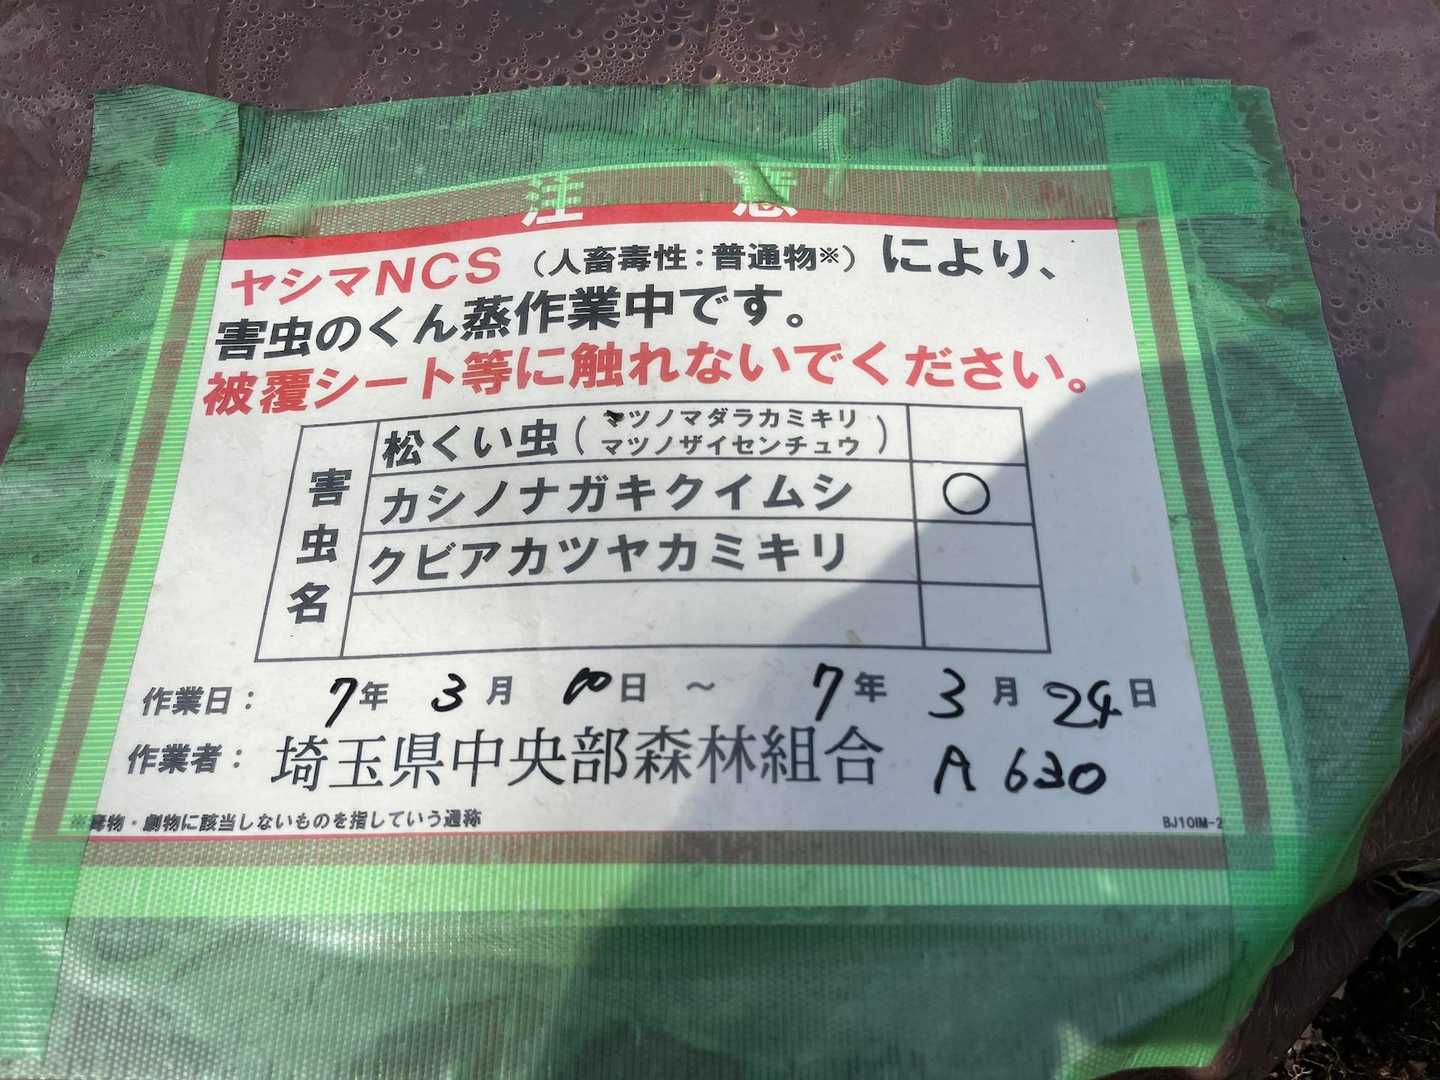 注意
ヤシマNCS（人畜毒性：普通物※）により、
害虫のくん蒸作業中です。
被覆シート等に触れないでください。
害虫名
松くい虫（マツノマダラカミキリ
マツノザイセンチュウ）
カシノナガキクイムシ ○
クビアカツヤカミキリ
作業日： 7年 3月 10日 ～ 7年 3月 24日
作業者： 埼玉県中央部森林組合 A 630
※毒物・劇物に該当しないものを指していう通称
BJ10IM-2